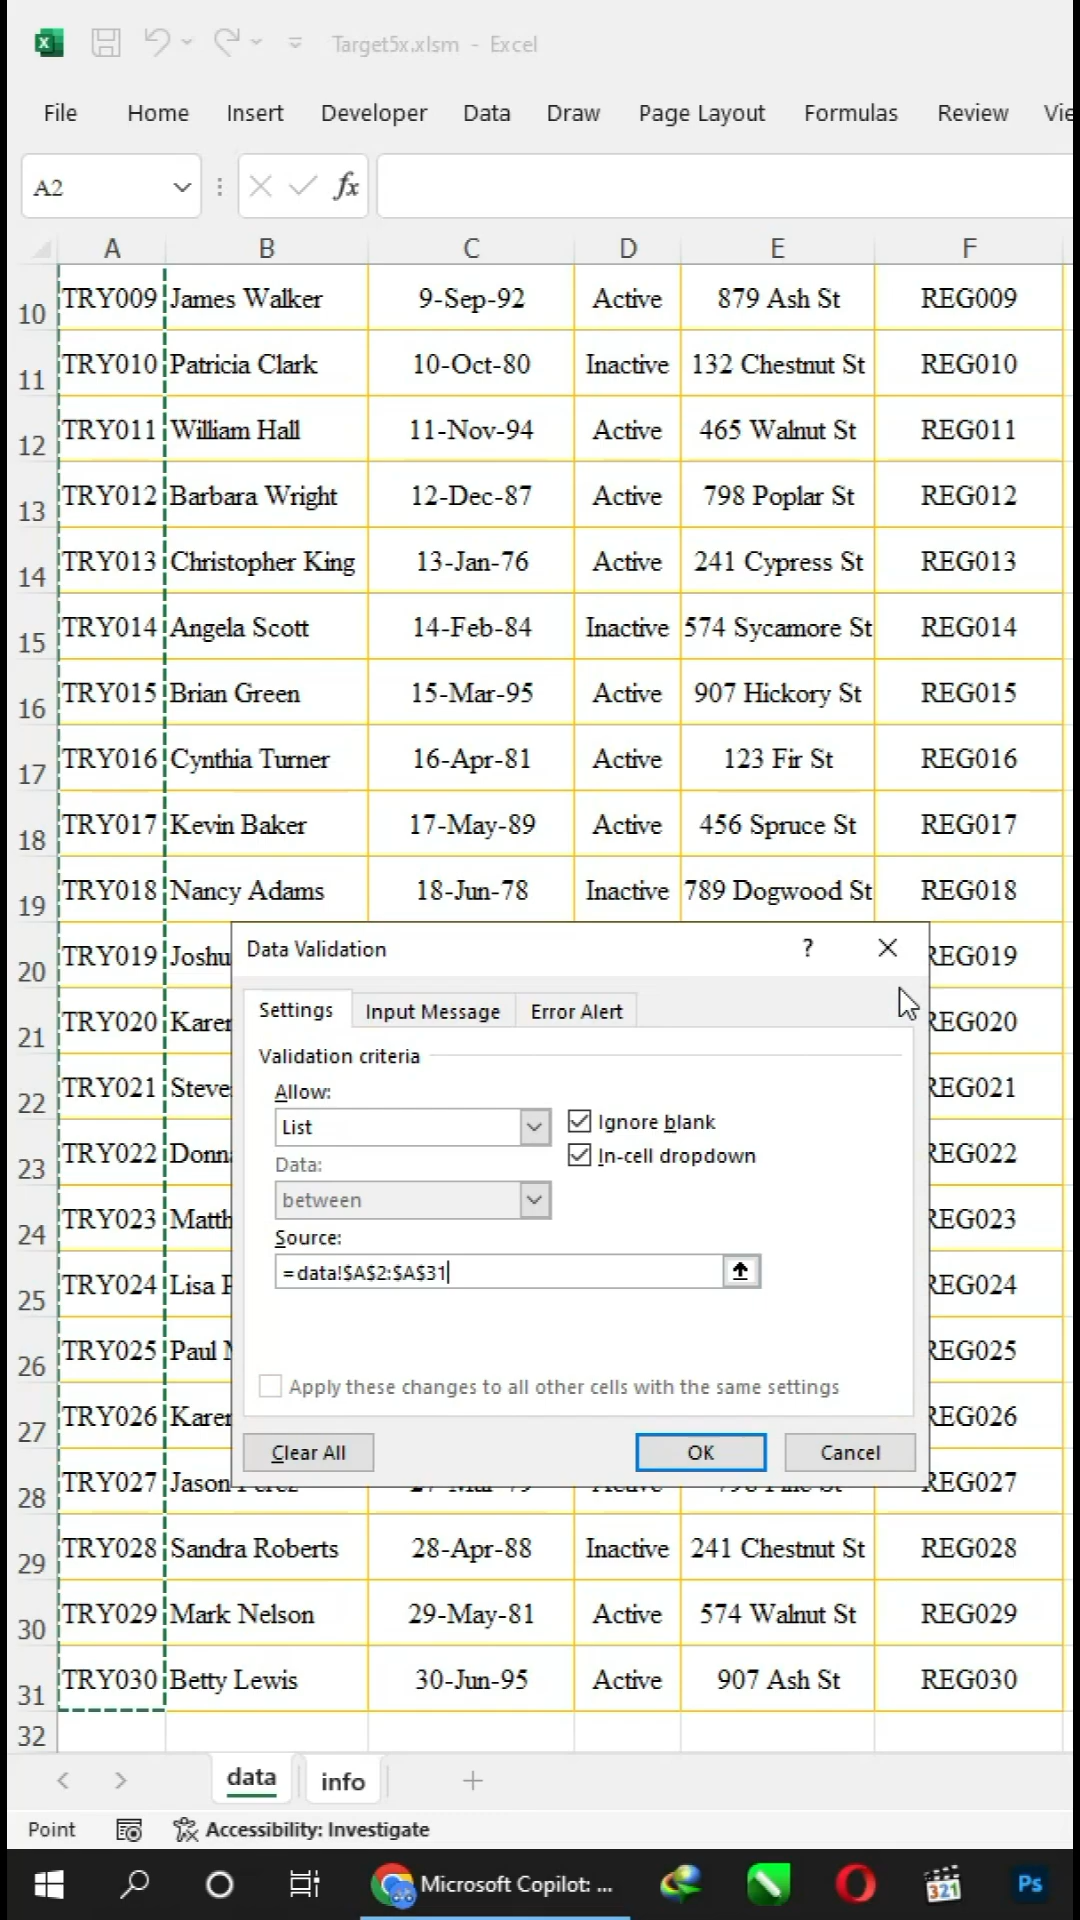 Target5x.xlsm - Excel
File Home Insert Developer Data Draw Page Layout Formulas Review
A2 fx
A B C D E F
10 TRY009 James Walker 9-Sep-92 Active 879 Ash St REG009
11 TRY010 Patricia Clark 10-Oct-80 Inactive 132 Chestnut St REG010
12 TRY011 William Hall 11-Nov-94 Active 465 Walnut St REG011
13 TRY012 Barbara Wright 12-Dec-87 Active 798 Poplar St REG012
14 TRY013 Christopher King 13-Jan-76 Active 241 Cypress St REG013
15 TRY014 Angela Scott 14-Feb-84 Inactive 574 Sycamore St REG014
16 TRY015 Brian Green 15-Mar-95 Active 907 Hickory St REG015
17 TRY016 Cynthia Turner 16-Apr-81 Active 123 Fir St REG016
18 TRY017 Kevin Baker 17-May-89 Active 456 Spruce St REG017
19 TRY018 Nancy Adams 18-Jun-78 Inactive 789 Dogwood St REG018
20 TRY019 Joshu REG019
21 TRY020 Karen REG020
22 TRY021 Steve REG021
23 TRY022 Donna REG022
24 TRY023 Matth REG023
25 TRY024 Lisa REG024
26 TRY025 Paul REG025
27 TRY026 Karen REG026
28 TRY027 Jason REG027
29 TRY028 Sandra Roberts 28-Apr-88 Inactive 241 Chestnut St REG028
30 TRY029 Mark Nelson 29-May-81 Active 574 Walnut St REG029
31 TRY030 Betty Lewis 30-Jun-95 Active 907 Ash St REG030
32
Data Validation ?
Settings Input Message Error Alert
Validation criteria
Allow:
List
Ignore blank
Data:
In-cell dropdown
between
Source:
=data!$A$2:$A$31
Apply these changes to all other cells with the same settings
Clear All OK Cancel
data info
Point Accessibility: Investigate
Microsoft Copilot: ... 321 Ps